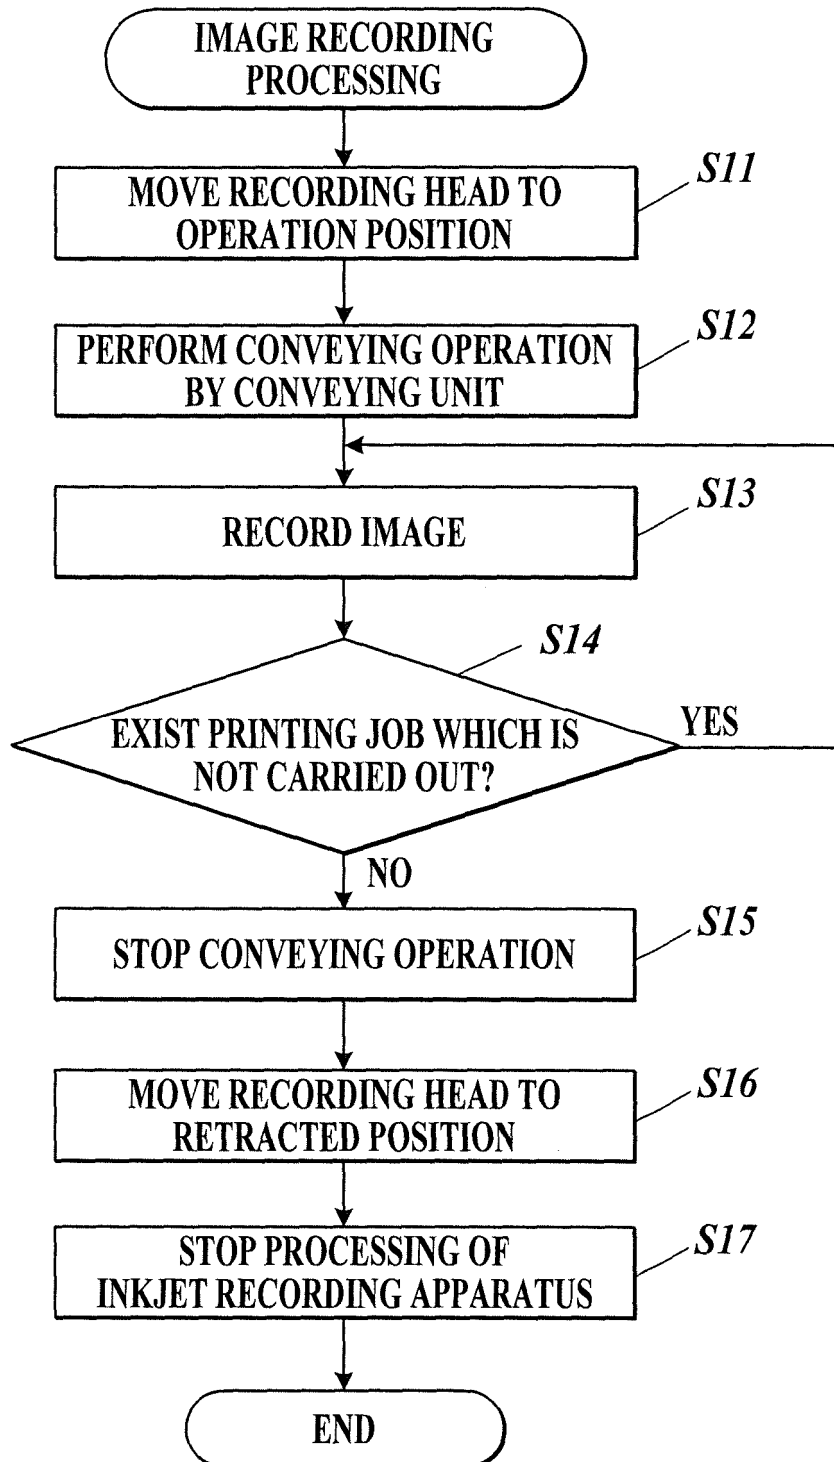 IMAGE RECORDING
PROCESSING
S11
MOVE RECORDING HEAD TO
OPERATION POSITION
S12
PERFORM CONVEYING OPERATION
BY CONVEYING UNIT
S13
RECORD IMAGE
S14
EXIST PRINTING JOB WHICH IS
NOT CARRIED OUT?
YES
NO
S15
STOP CONVEYING OPERATION
S16
MOVE RECORDING HEAD TO
RETRACTED POSITION
S17
STOP PROCESSING OF
INKJET RECORDING APPARATUS
END